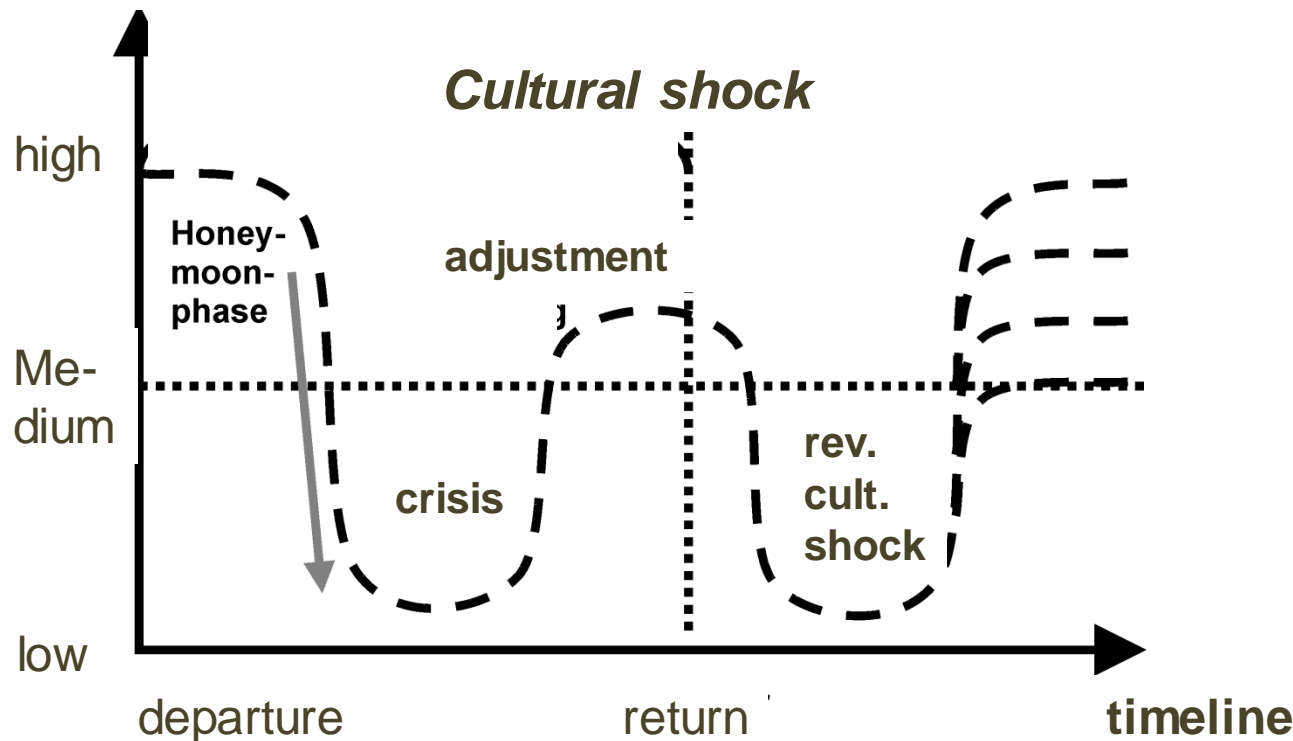 Cultural shock
high
Honey-
moon-
phase
adjustment
g
Me-
dium
crisis
rev.
cult.
shock
low
departure
return
timeline